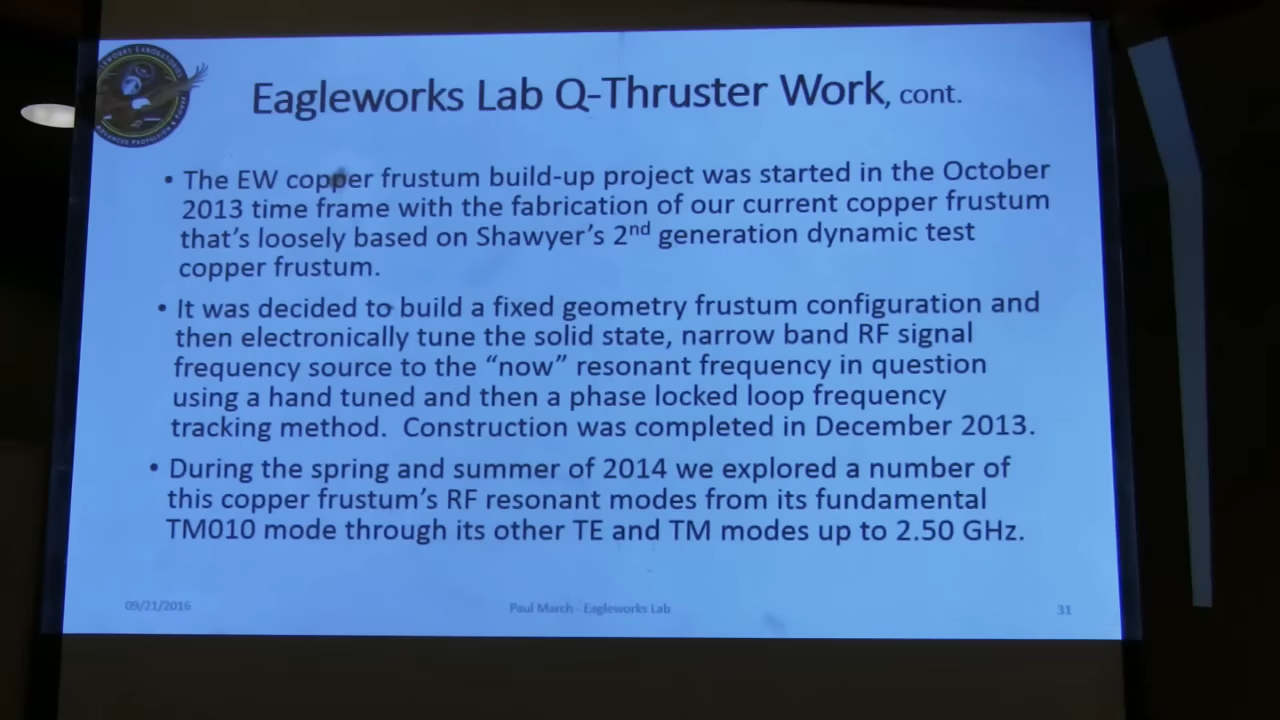 Eagleworks Lab Q-Thruster Work, cont.
• The EW copper frustum build-up project was started in the October
2013 time frame with the fabrication of our current copper frustum
that's loosely based on Shawyer's 2nd generation dynamic test
copper frustum.
• It was decided to build a fixed geometry frustum configuration and
then electronically tune the solid state, narrow band RF signal
frequency source to the “now” resonant frequency in question
using a hand tuned and then a phase locked loop frequency
tracking method.  Construction was completed in December 2013.
• During the spring and summer of 2014 we explored a number of
this copper frustum's RF resonant modes from its fundamental
TM010 mode through its other TE and TM modes up to 2.50 GHz.
09/21/2016
Paul March - Eagleworks Lab
31